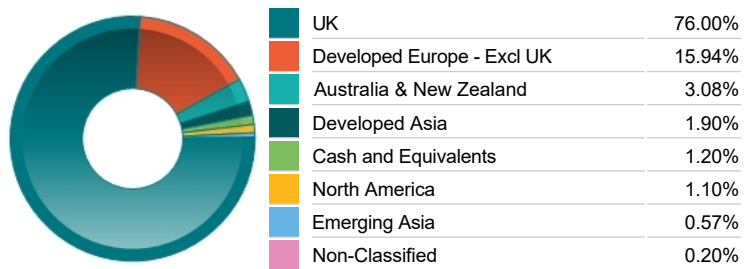 UK 76.00%
Developed Europe - Excl UK 15.94%
Australia & New Zealand 3.08%
Developed Asia 1.90%
Cash and Equivalents 1.20%
North America 1.10%
Emerging Asia 0.57%
Non-Classified 0.20%